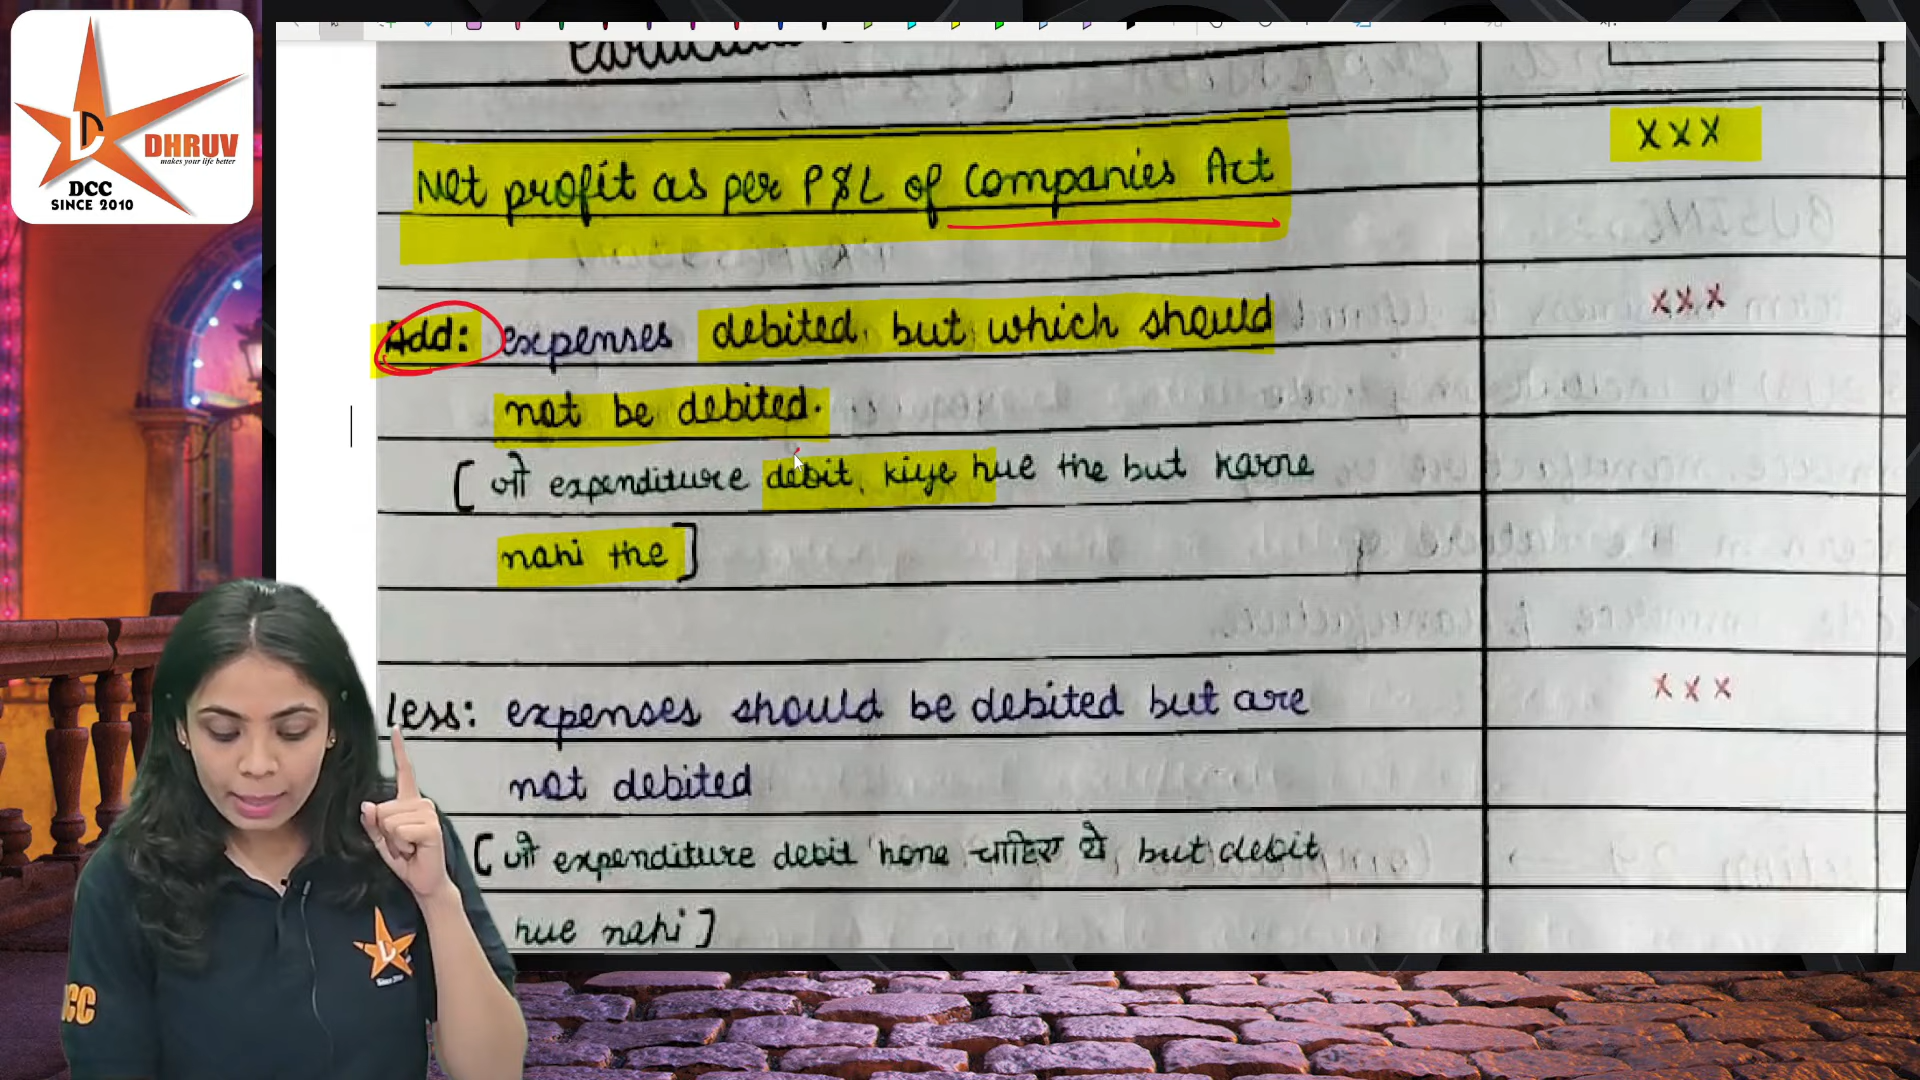 DHRUV
makes your life better
DCC
SINCE 2010
Net profit as per P&L of Companies Act XXX
Add: expenses debited, but which should XXX
not be debited.
[जो expenditure debit, kiye hue the but karne
nahi the]
less: expenses should be debited but are XXX
not debited
[जो expenditure debit hone चाहिए थे, but debit
hue nahi]
DCC